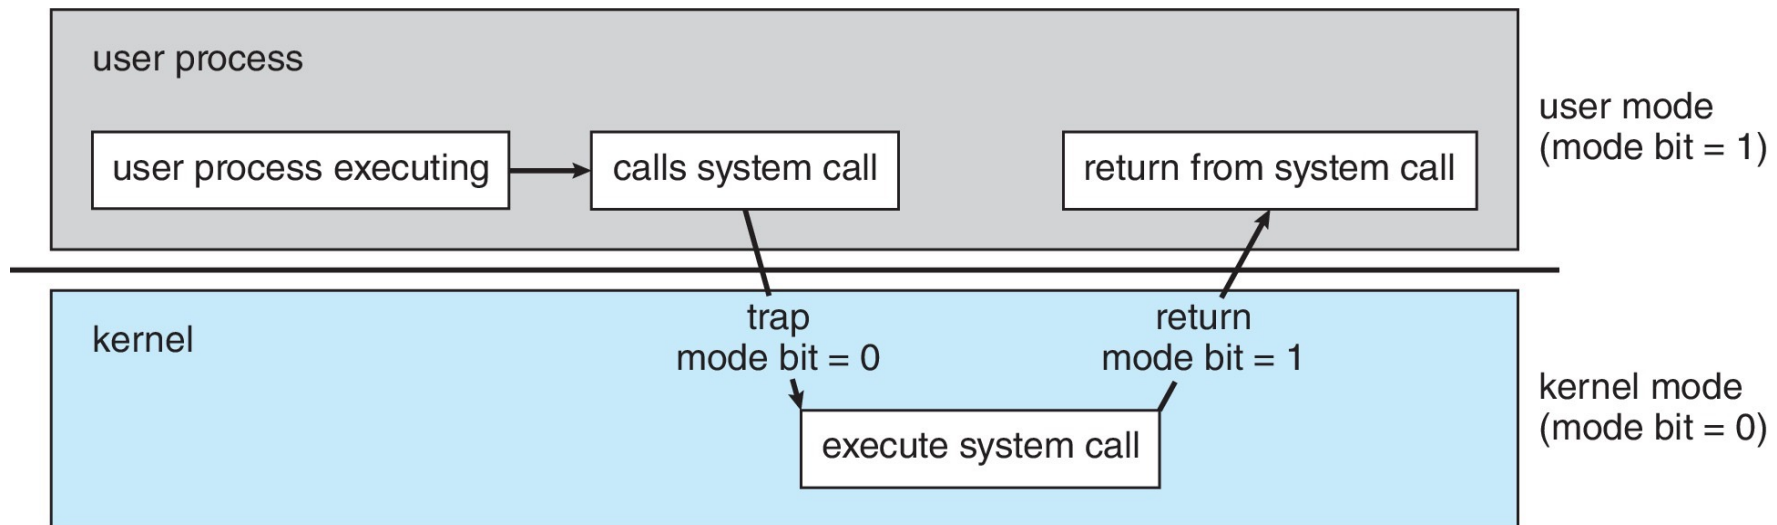 user process
user process executing
calls system call
return from system call
user mode
(mode bit = 1)
kernel
trap
mode bit = 0
return
mode bit = 1
execute system call
kernel mode
(mode bit = 0)